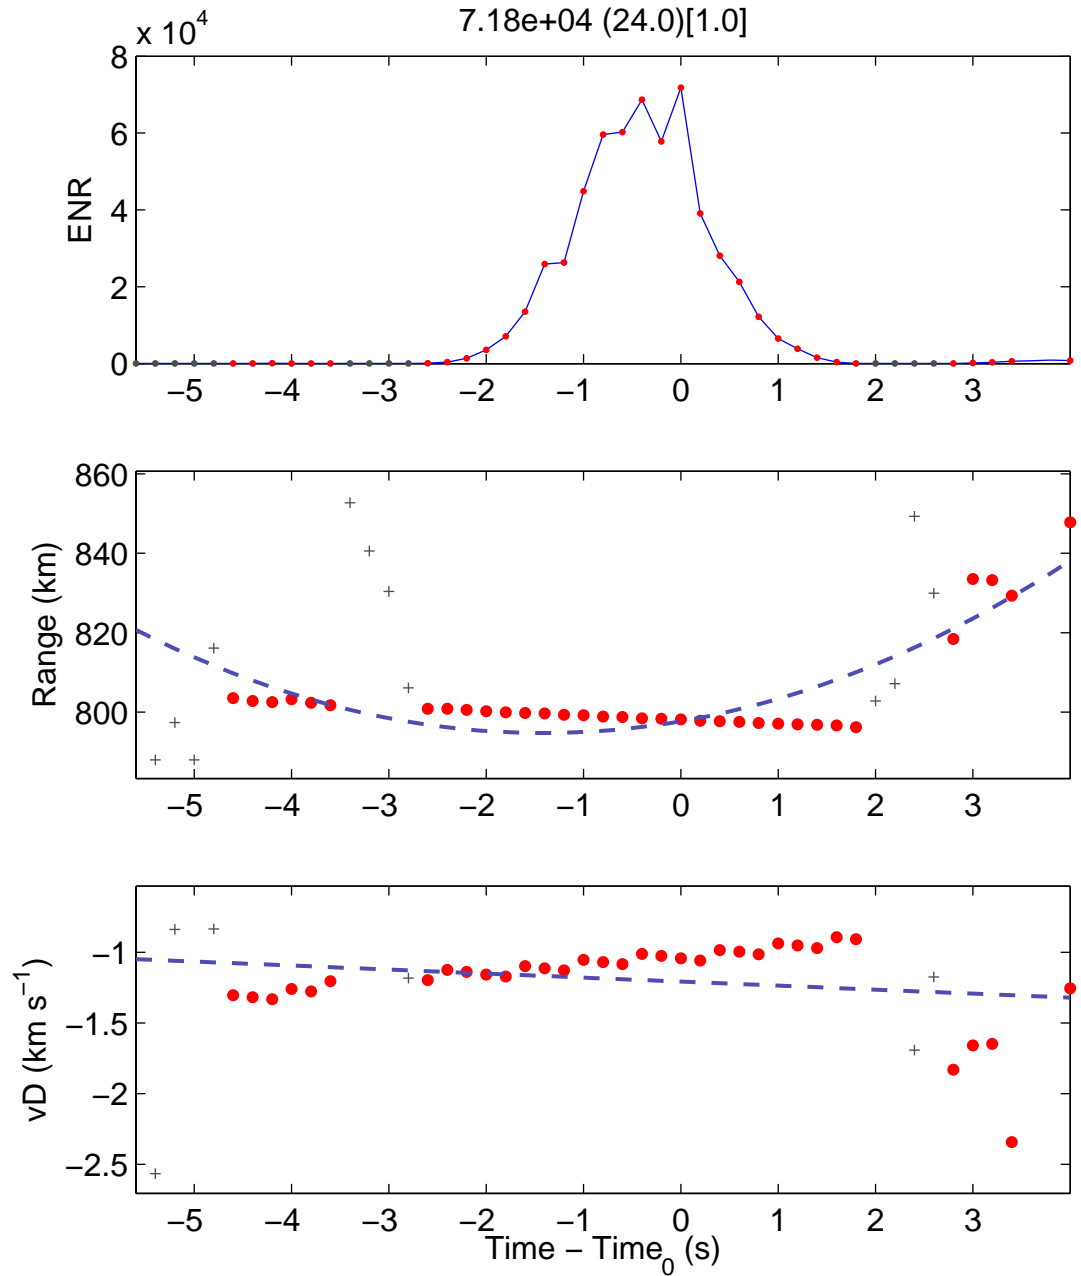 7.18e+04 (24.0)[1.0]
x 10^4
8
6
4
2
0
ENR
−5 −4 −3 −2 −1 0 1 2 3
860
840
820
800
Range (km)
−5 −4 −3 −2 −1 0 1 2 3
−1
−1.5
−2
−2.5
vD (km s^−1)
−5 −4 −3 −2 −1 0 1 2 3
Time − Time_0 (s)